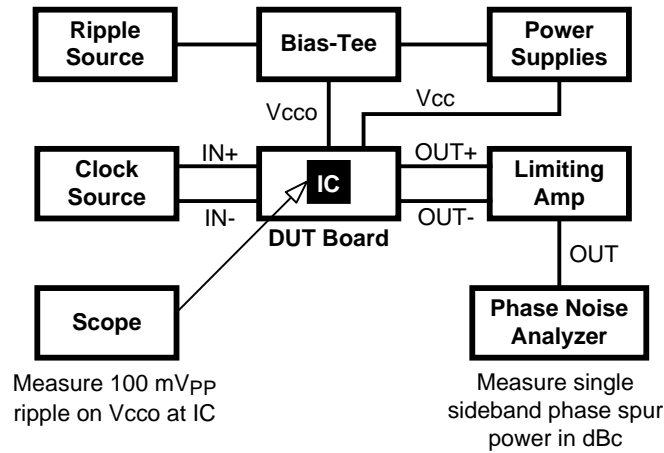 Ripple
Source
Bias-Tee
Power
Supplies
Vcco
Vcc
Clock
Source
IN+
IN-
IC
DUT Board
OUT+
OUT-
Limiting
Amp
OUT
Scope
Phase Noise
Analyzer
Measure 100 mVPP
ripple on Vcco at IC
Measure single
sideband phase spur
power in dBc